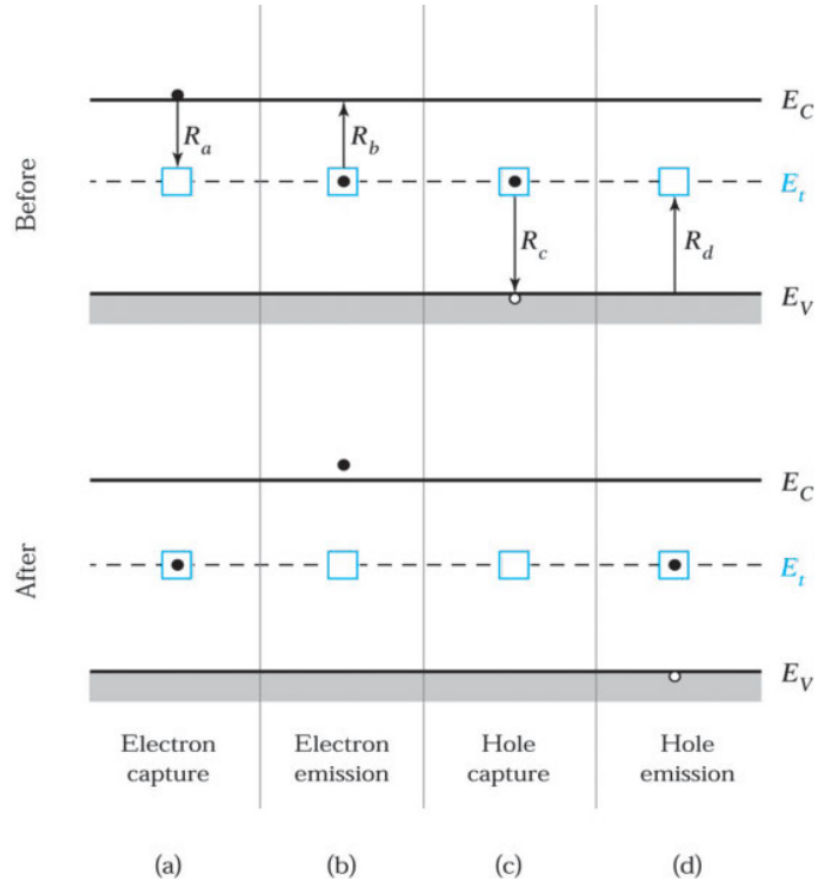 Before
E_C
R_a
R_b
E_t
R_c
R_d
E_V
After
E_C
E_t
E_V
Electron
capture
Electron
emission
Hole
capture
Hole
emission
(a)
(b)
(c)
(d)